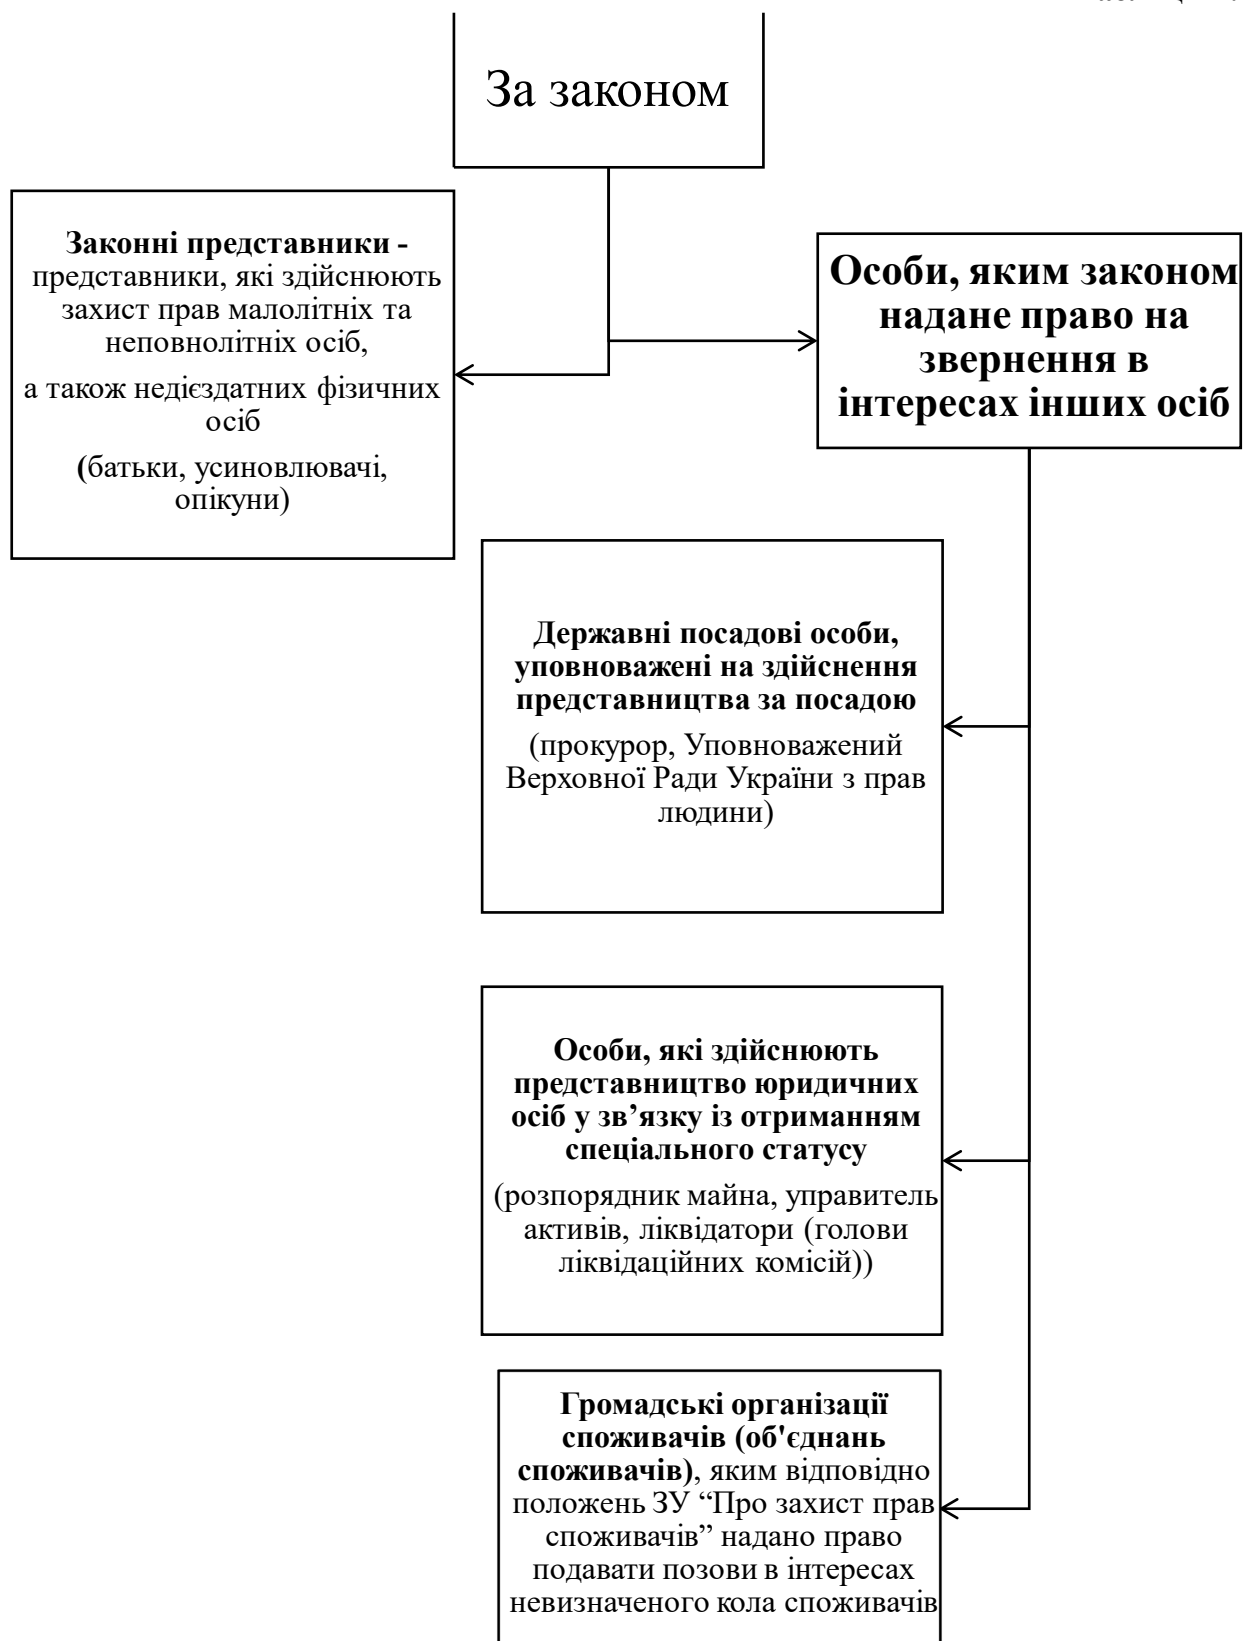 За законом
Законні представники -
представники, які здійснюють
захист прав малолітніх та
неповнолітніх осіб,
а також недієздатних фізичних
осіб
(батьки, усиновлювачі,
опікуни)
Особи, яким законом
надане право на
звернення в
інтересах інших осіб
Державні посадові особи,
уповноважені на здійснення
представництва за посадою
(прокурор, Уповноважений
Верховної Ради України з прав
людини)
Особи, які здійснюють
представництво юридичних
осіб у зв’язку із отриманням
спеціального статусу
(розпорядник майна, управитель
активів, ліквідатори (голови
ліквідаційних комісій))
Громадські організації
споживачів (об'єднань
споживачів), яким відповідно
положень ЗУ “Про захист прав
споживачів” надано право
подавати позови в інтересах
невизначеного кола споживачів